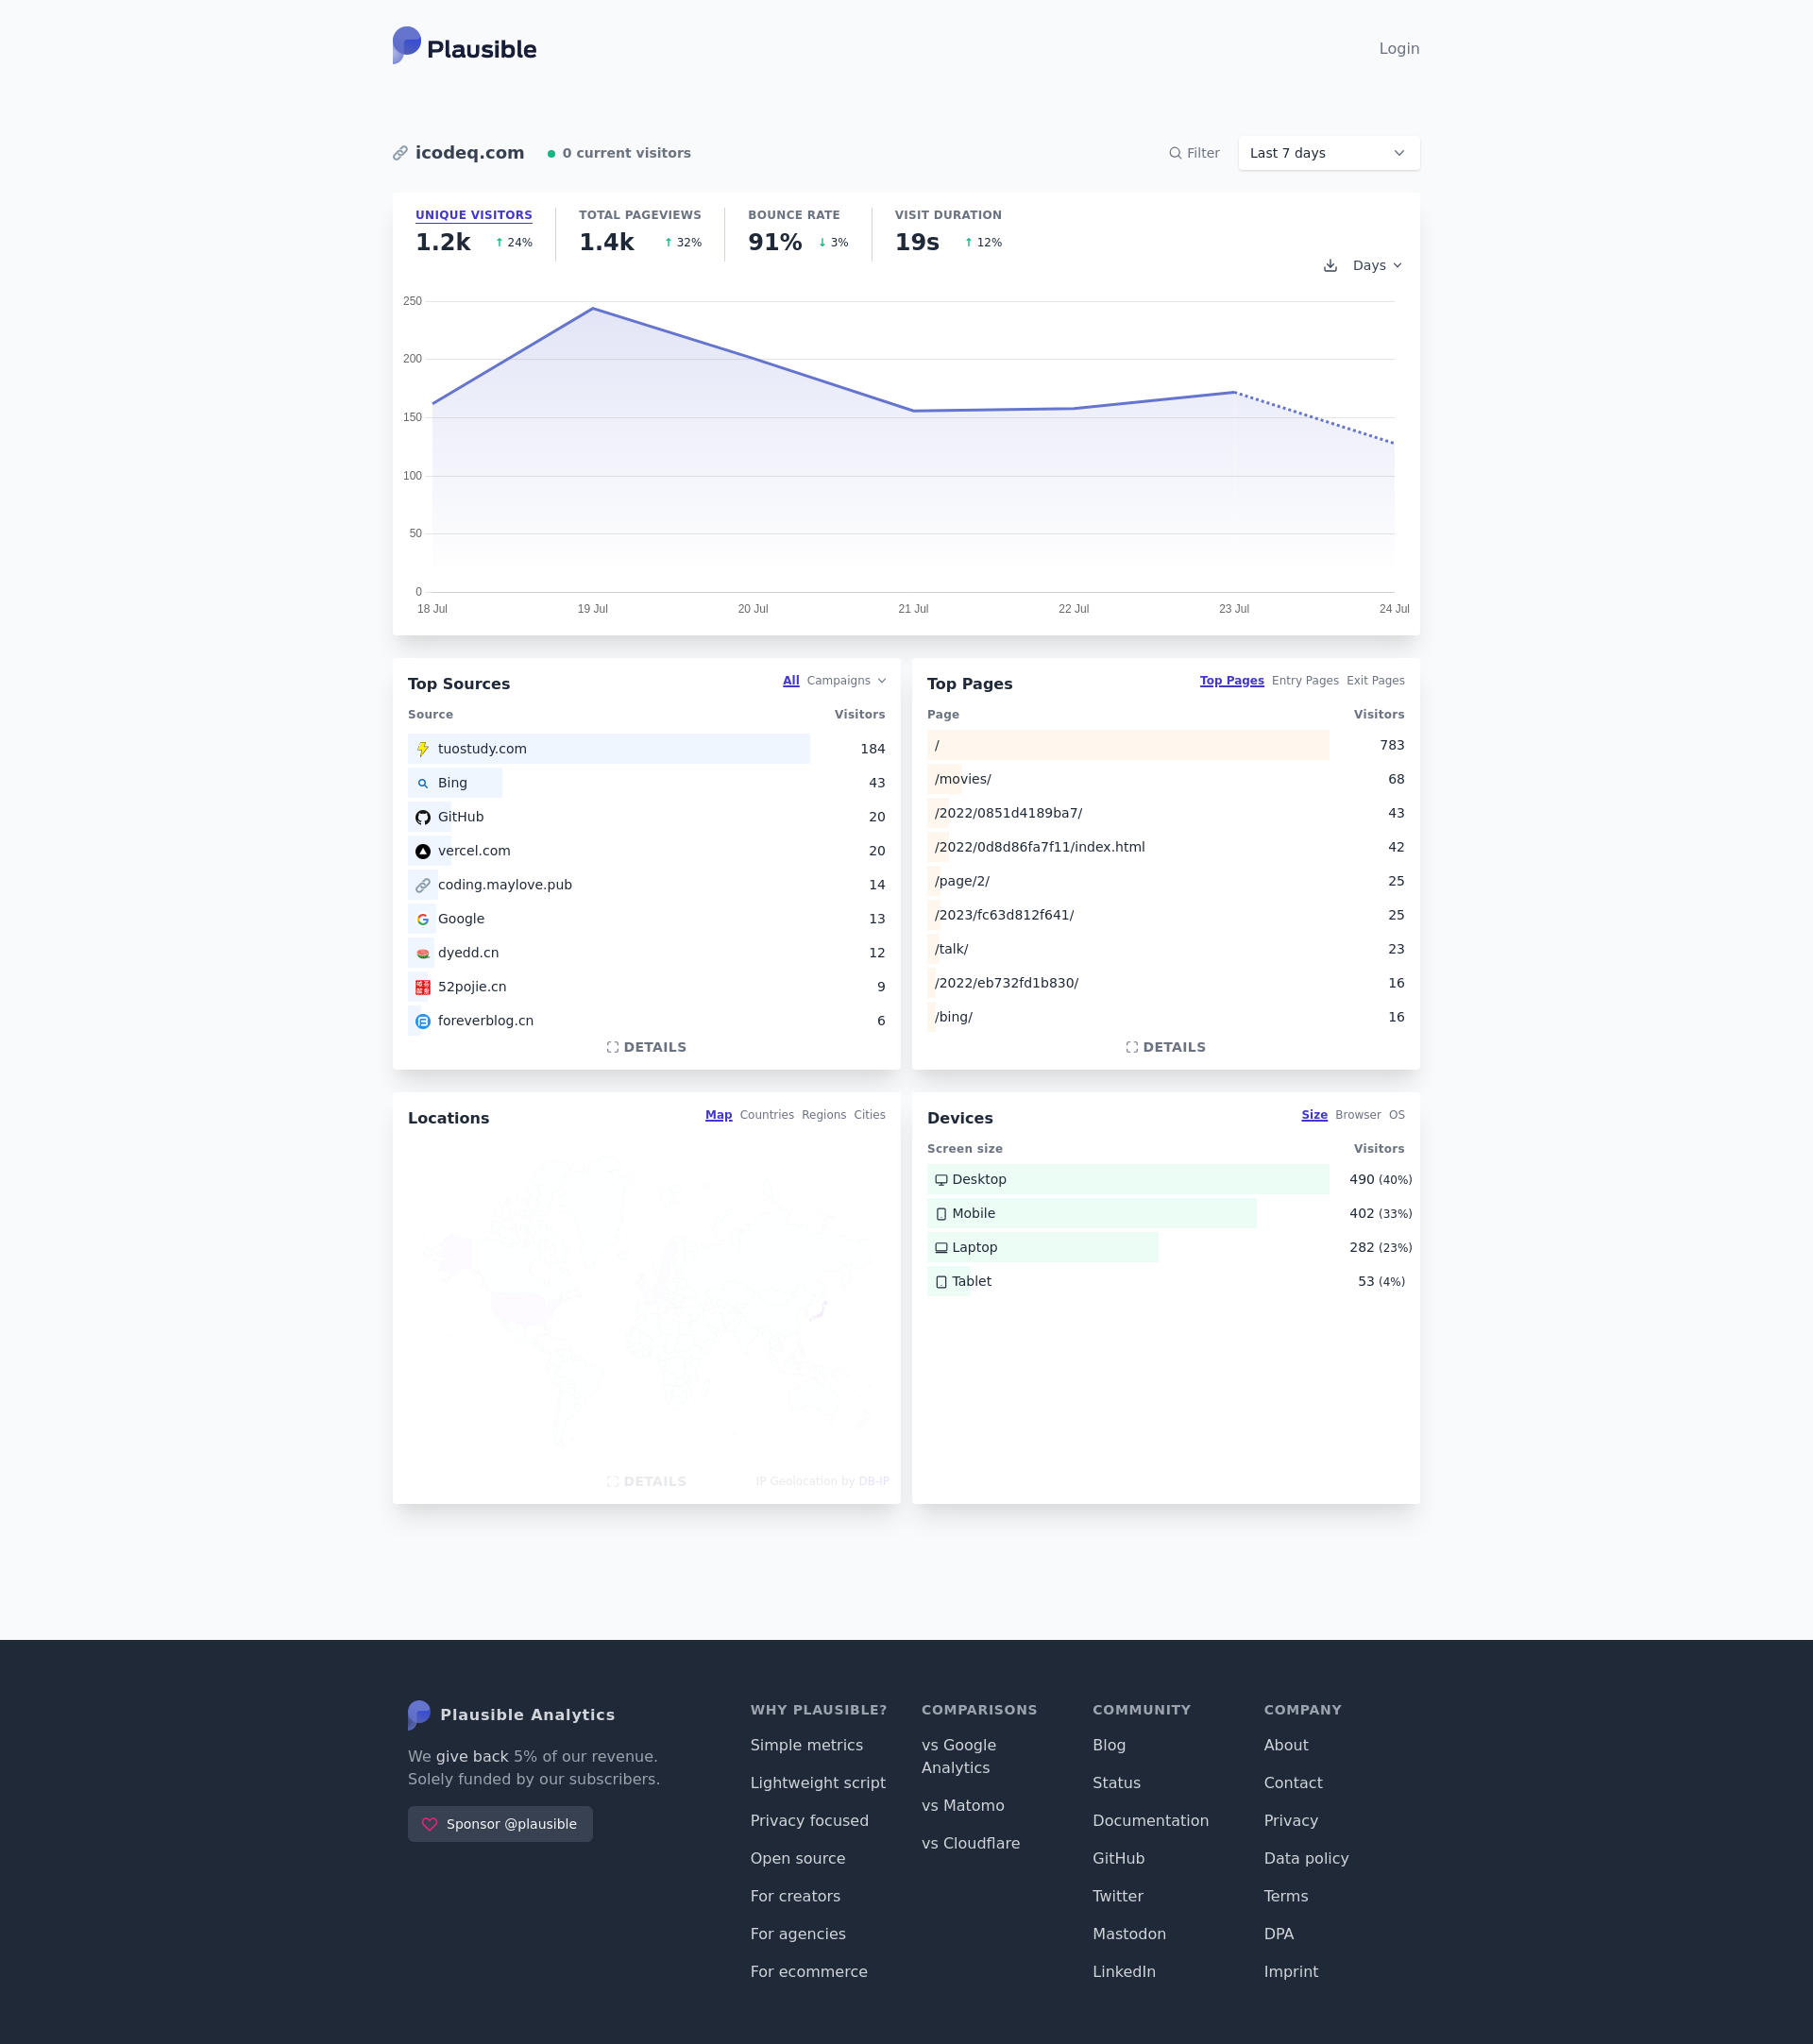 Plausible
Login
icodeq.com
0 current visitors
Filter
Last 7 days
UNIQUE VISITORS
1.2k ↑ 24%
TOTAL PAGEVIEWS
1.4k ↑ 32%
BOUNCE RATE
91% ↓ 3%
VISIT DURATION
19s ↑ 12%
Days
250
200
150
100
50
0
18 Jul 19 Jul 20 Jul 21 Jul 22 Jul 23 Jul 24 Jul
Top Sources
All Campaigns
Source Visitors
tuostudy.com 184
Bing 43
GitHub 20
vercel.com 20
coding.maylove.pub 14
Google 13
dyedd.cn 12
52pojie.cn 9
foreverblog.cn 6
DETAILS
Top Pages
Top Pages Entry Pages Exit Pages
Page Visitors
/ 783
/movies/ 68
/2022/0851d4189ba7/ 43
/2022/0d8d86fa7f11/index.html 42
/page/2/ 25
/2023/fc63d812f641/ 25
/talk/ 23
/2022/eb732fd1b830/ 16
/bing/ 16
DETAILS
Locations
Map Countries Regions Cities
DETAILS
IP Geolocation by DB-IP
Devices
Size Browser OS
Screen size Visitors
Desktop 490 (40%)
Mobile 402 (33%)
Laptop 282 (23%)
Tablet 53 (4%)
Plausible Analytics
We give back 5% of our revenue.
Solely funded by our subscribers.
Sponsor @plausible
WHY PLAUSIBLE?
Simple metrics
Lightweight script
Privacy focused
Open source
For creators
For agencies
For ecommerce
COMPARISONS
vs Google
Analytics
vs Matomo
vs Cloudflare
COMMUNITY
Blog
Status
Documentation
GitHub
Twitter
Mastodon
LinkedIn
COMPANY
About
Contact
Privacy
Data policy
Terms
DPA
Imprint